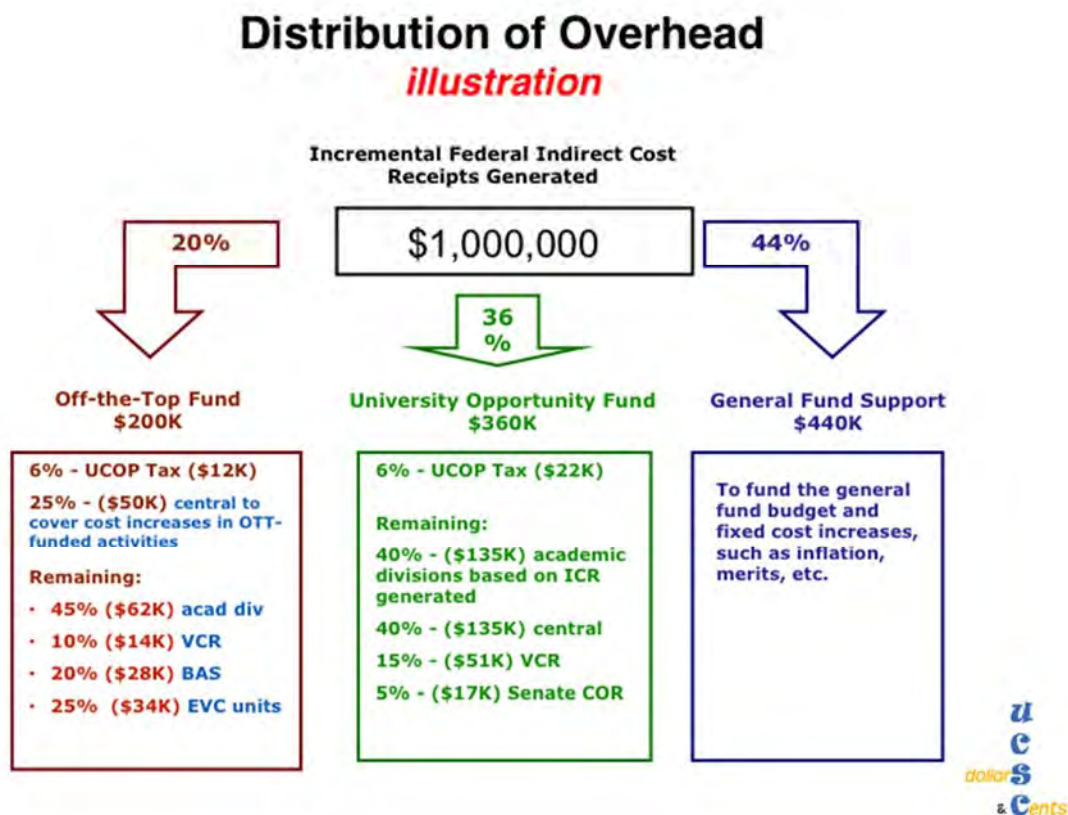 Distribution of Overhead
illustration
Incremental Federal Indirect Cost
Receipts Generated
$1,000,000
20%
36
%
44%
Off-the-Top Fund
$200K
6% - UCOP Tax ($12K)
25% - ($50K) central to
cover cost increases in OTT-
funded activities
Remaining:
· 45% ($62K) acad div
· 10% ($14K) VCR
· 20% ($28K) BAS
· 25% ($34K) EVC units
University Opportunity Fund
$360K
6% - UCOP Tax ($22K)
Remaining:
40% - ($135K) academic
divisions based on ICR
generated
40% - ($135K) central
15% - ($51K) VCR
5% - ($17K) Senate COR
General Fund Support
$440K
To fund the general
fund budget and
fixed cost increases,
such as inflation,
merits, etc.
u
c
dollars
& cents